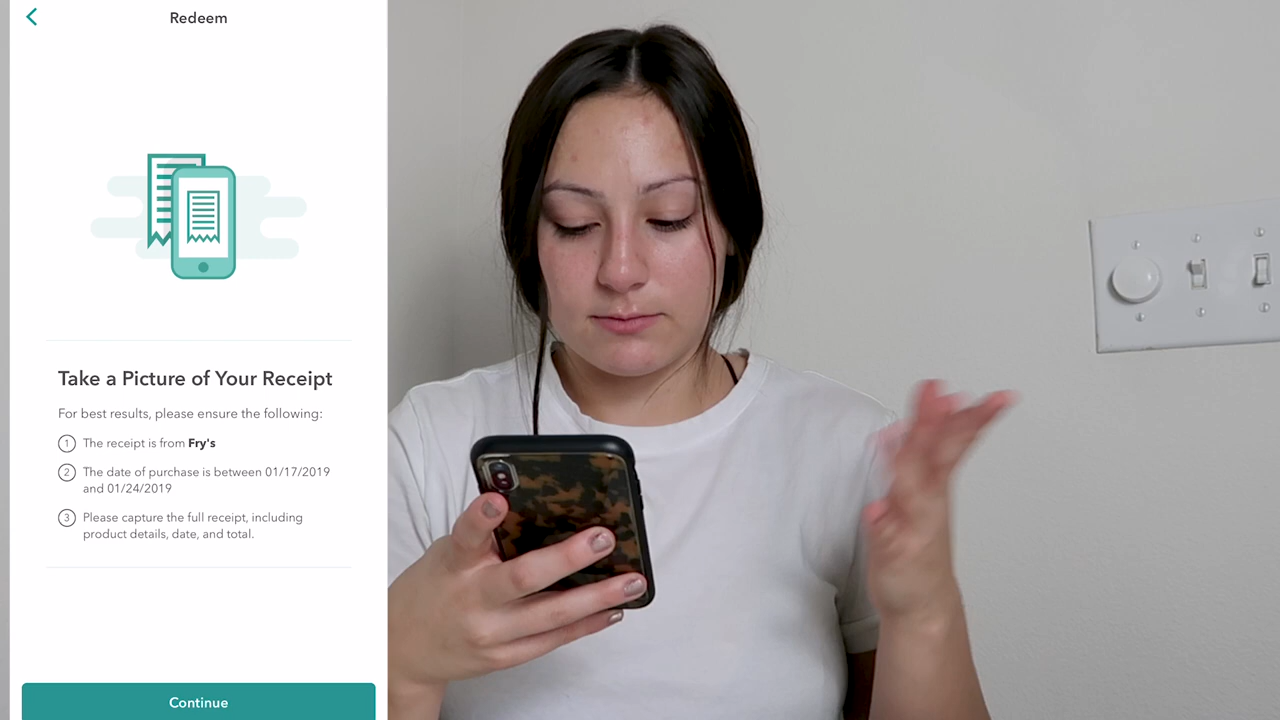 Redeem
Take a Picture of Your Receipt
For best results, please ensure the following:
1 The receipt is from Fry's
2 The date of purchase is between 01/17/2019
and 01/24/2019
3 Please capture the full receipt, including
product details, date, and total.
Continue